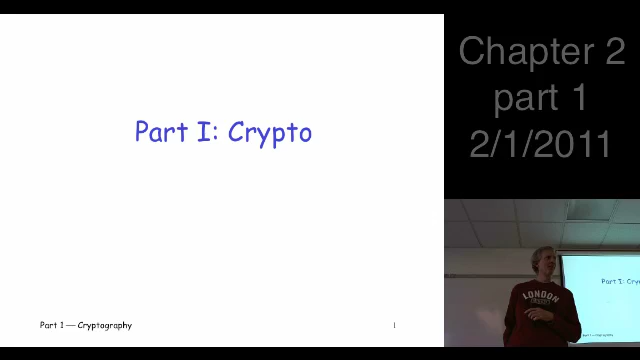 Part I: Crypto
Part 1 — Cryptography
1
Chapter 2
part 1
2/1/2011
LONDON
Part I: Cry